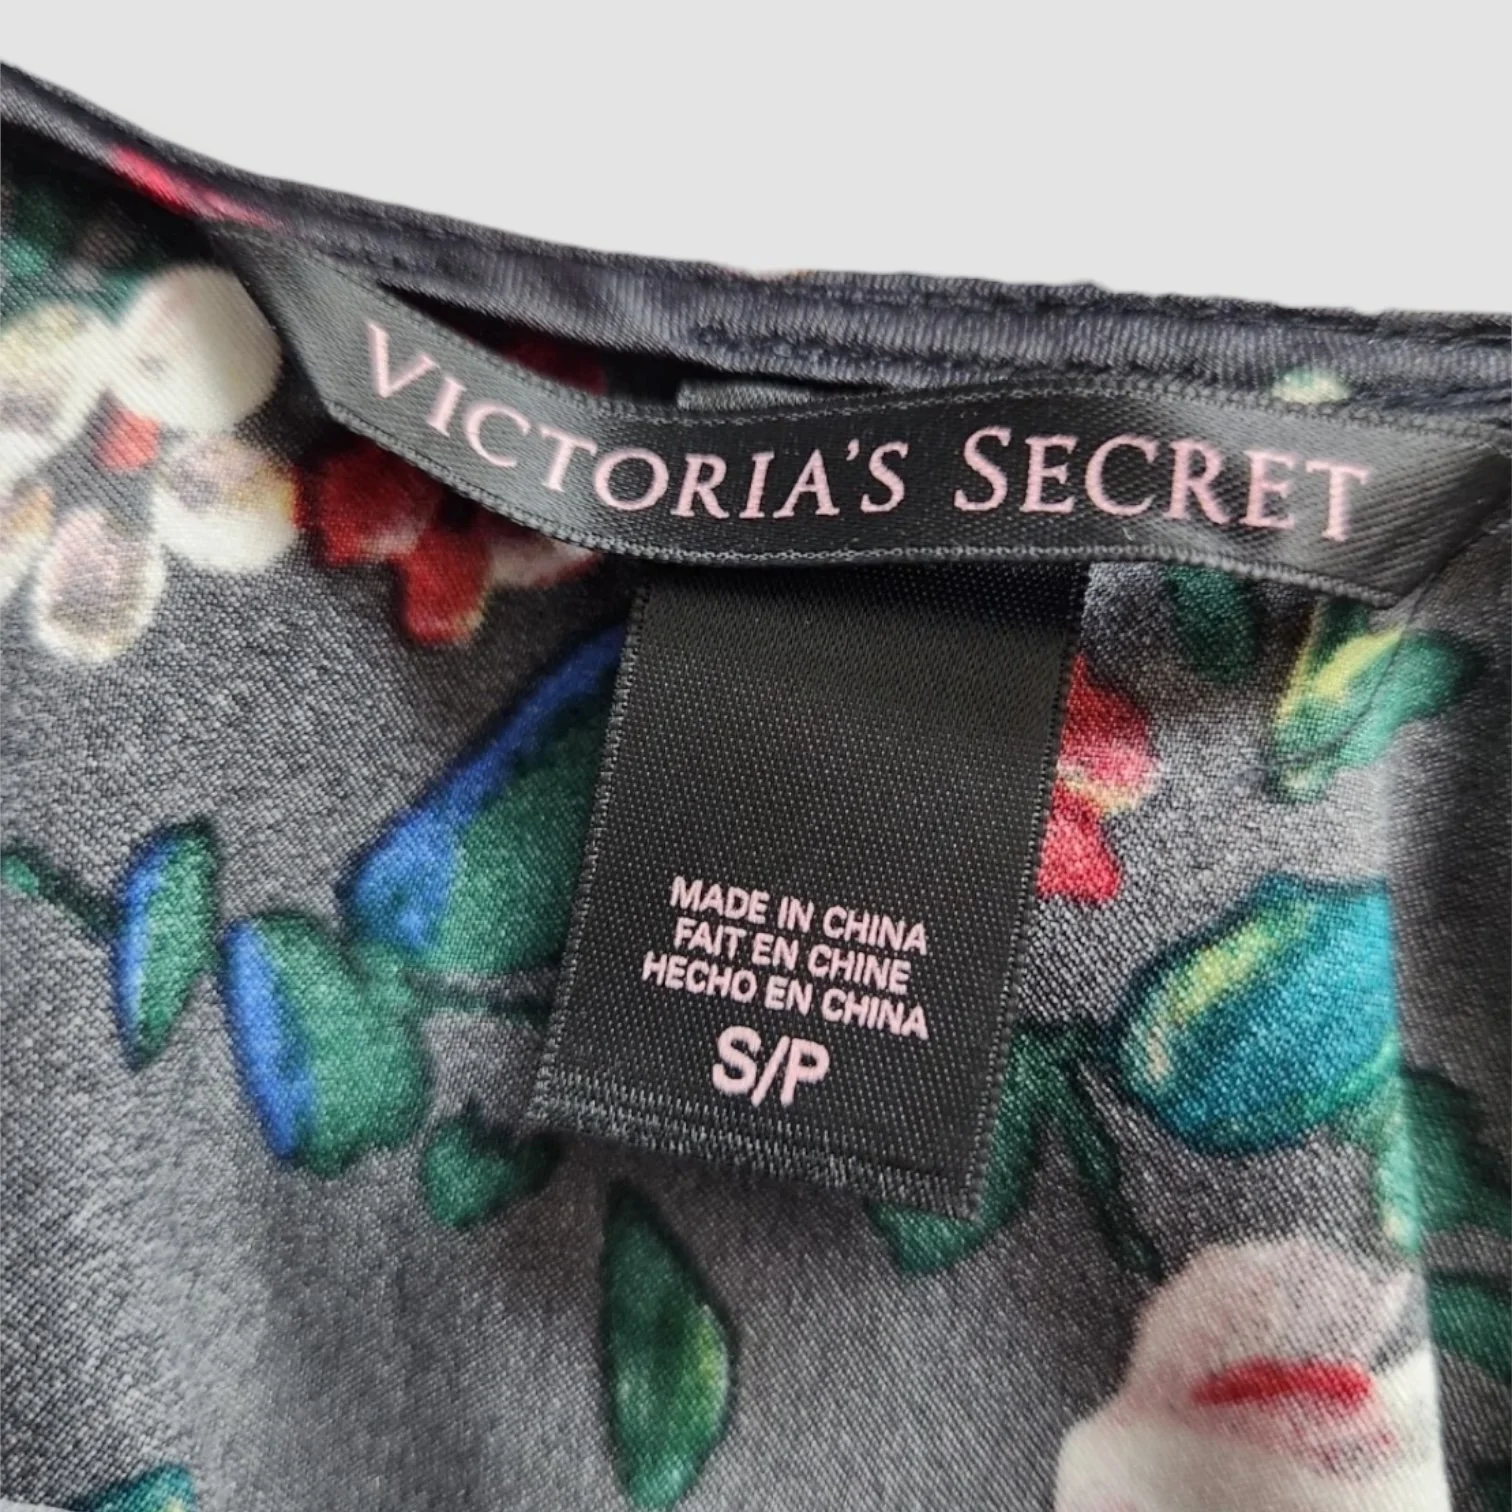 VICTORIA'S SECRET
MADE IN CHINA
FAIT EN CHINE
HECHO EN CHINA
S/P